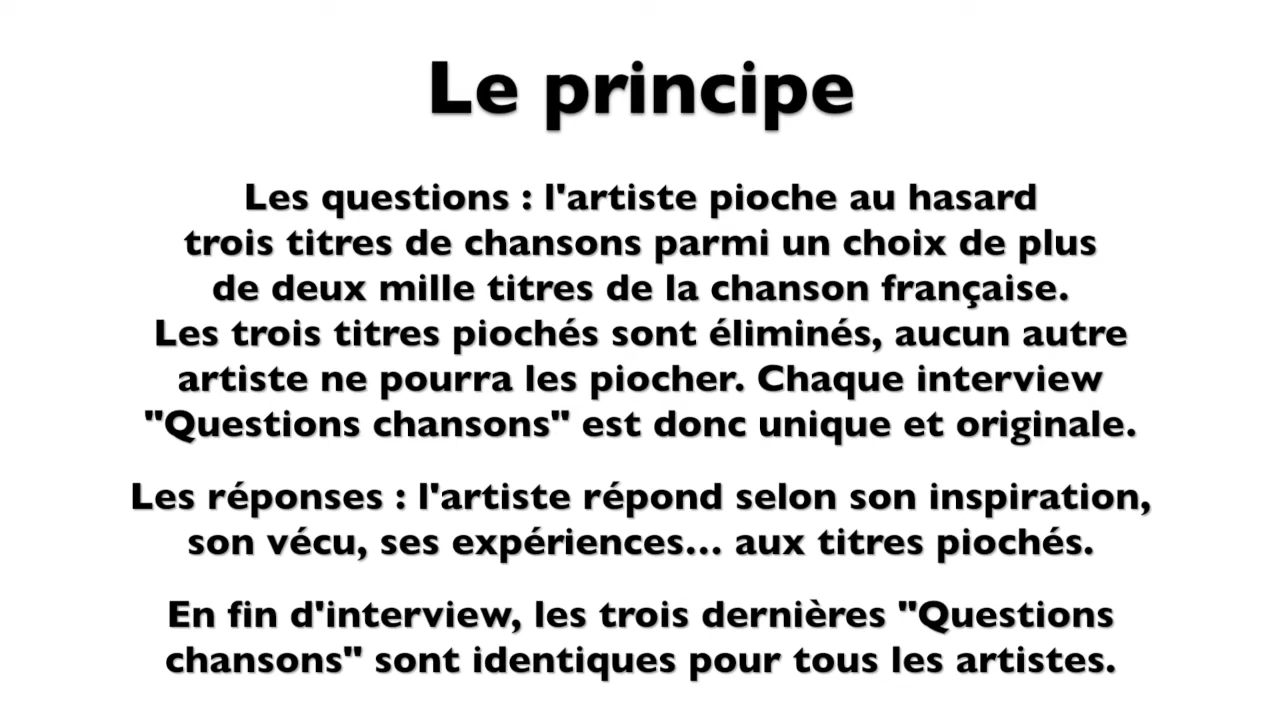 Le principe
Les questions : l'artiste pioche au hasard
trois titres de chansons parmi un choix de plus
de deux mille titres de la chanson française.
Les trois titres piochés sont éliminés, aucun autre
artiste ne pourra les piocher. Chaque interview
"Questions chansons" est donc unique et originale.
Les réponses : l'artiste répond selon son inspiration,
son vécu, ses expériences... aux titres piochés.
En fin d'interview, les trois dernières "Questions
chansons" sont identiques pour tous les artistes.